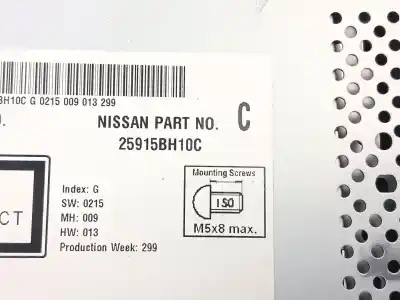 BH10C G 0215 009 013 299
O.
NISSAN PART NO. C
25915BH10C
CT
Index: G
SW: 0215
MH: 009
HW: 013
Production Week: 299
Mounting Screws
ISO
M5x8 max.